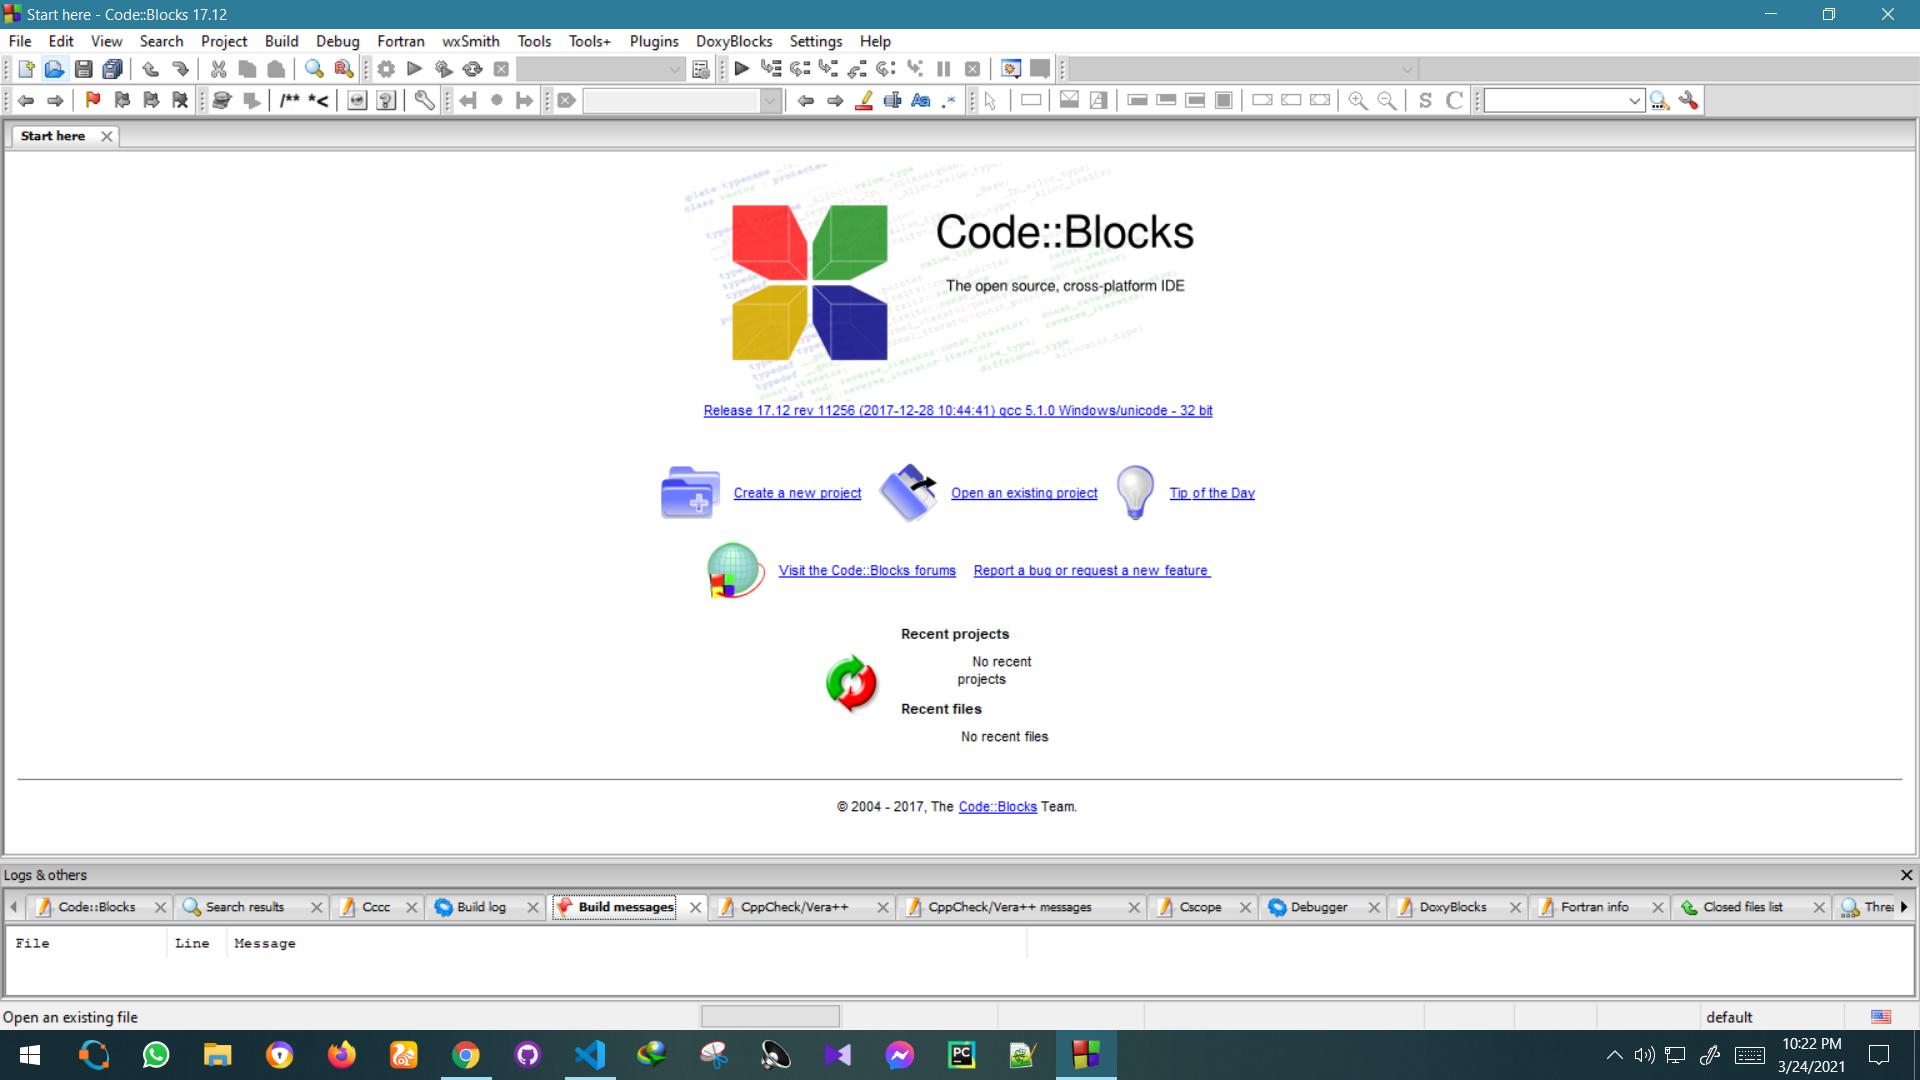 Start here - Code::Blocks 17.12
File Edit View Search Project Build Debug Fortran wxSmith Tools Tools+ Plugins DoxyBlocks Settings Help
/** *<
S C
Start here
Code::Blocks
The open source, cross-platform IDE
Release 17.12 rev 11256 (2017-12-28 10:44:41) gcc 5.1.0 Windows/unicode - 32 bit
Create a new project Open an existing project Tip of the Day
Visit the Code::Blocks forums Report a bug or request a new feature
Recent projects
No recent
projects
Recent files
No recent files
© 2004 - 2017, The Code::Blocks Team.
Logs & others
Code::Blocks Search results Cccc Build log Build messages CppCheck/Vera++ CppCheck/Vera++ messages Cscope Debugger DoxyBlocks Fortran info Closed files list Threa
File Line Message
Open an existing file default
PC 10:22 PM
3/24/2021